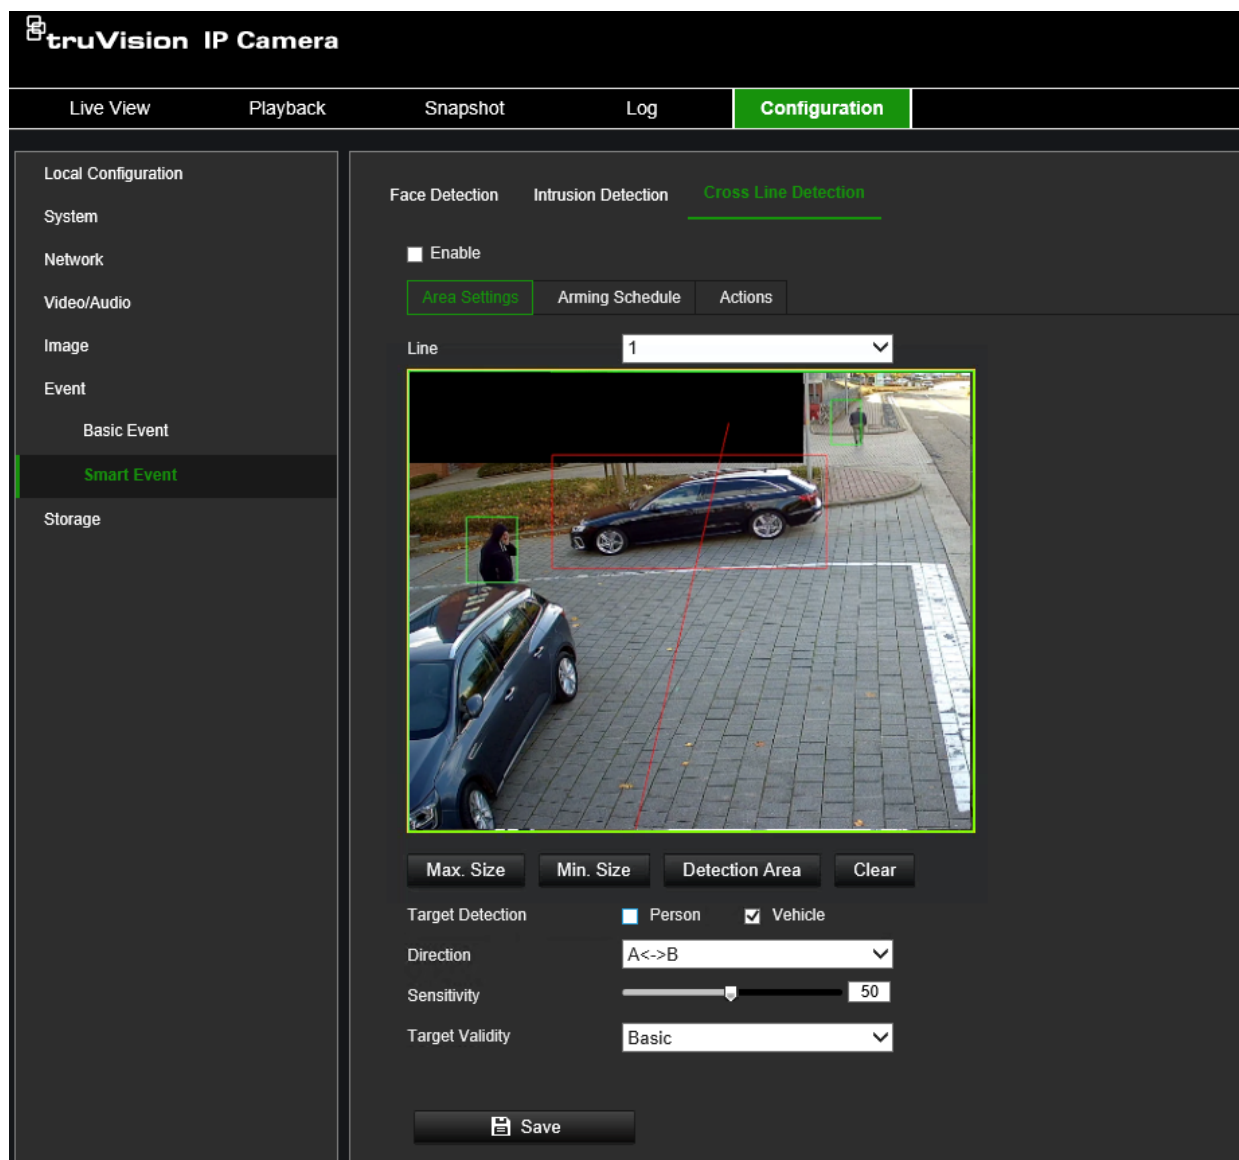 truVision IP Camera
Live View Playback Snapshot Log Configuration
Local Configuration
System
Network
Video/Audio
Image
Event
Basic Event
Smart Event
Storage
Face Detection Intrusion Detection Cross Line Detection
Enable
Area Settings Arming Schedule Actions
Line 1
Max. Size Min. Size Detection Area Clear
Target Detection Person Vehicle
Direction A<->B
Sensitivity 50
Target Validity Basic
Save